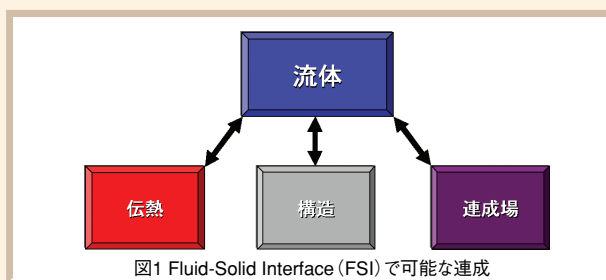 流体
伝熱
構造
連成場
図1 Fluid-Solid Interface（FSI）で可能な連成